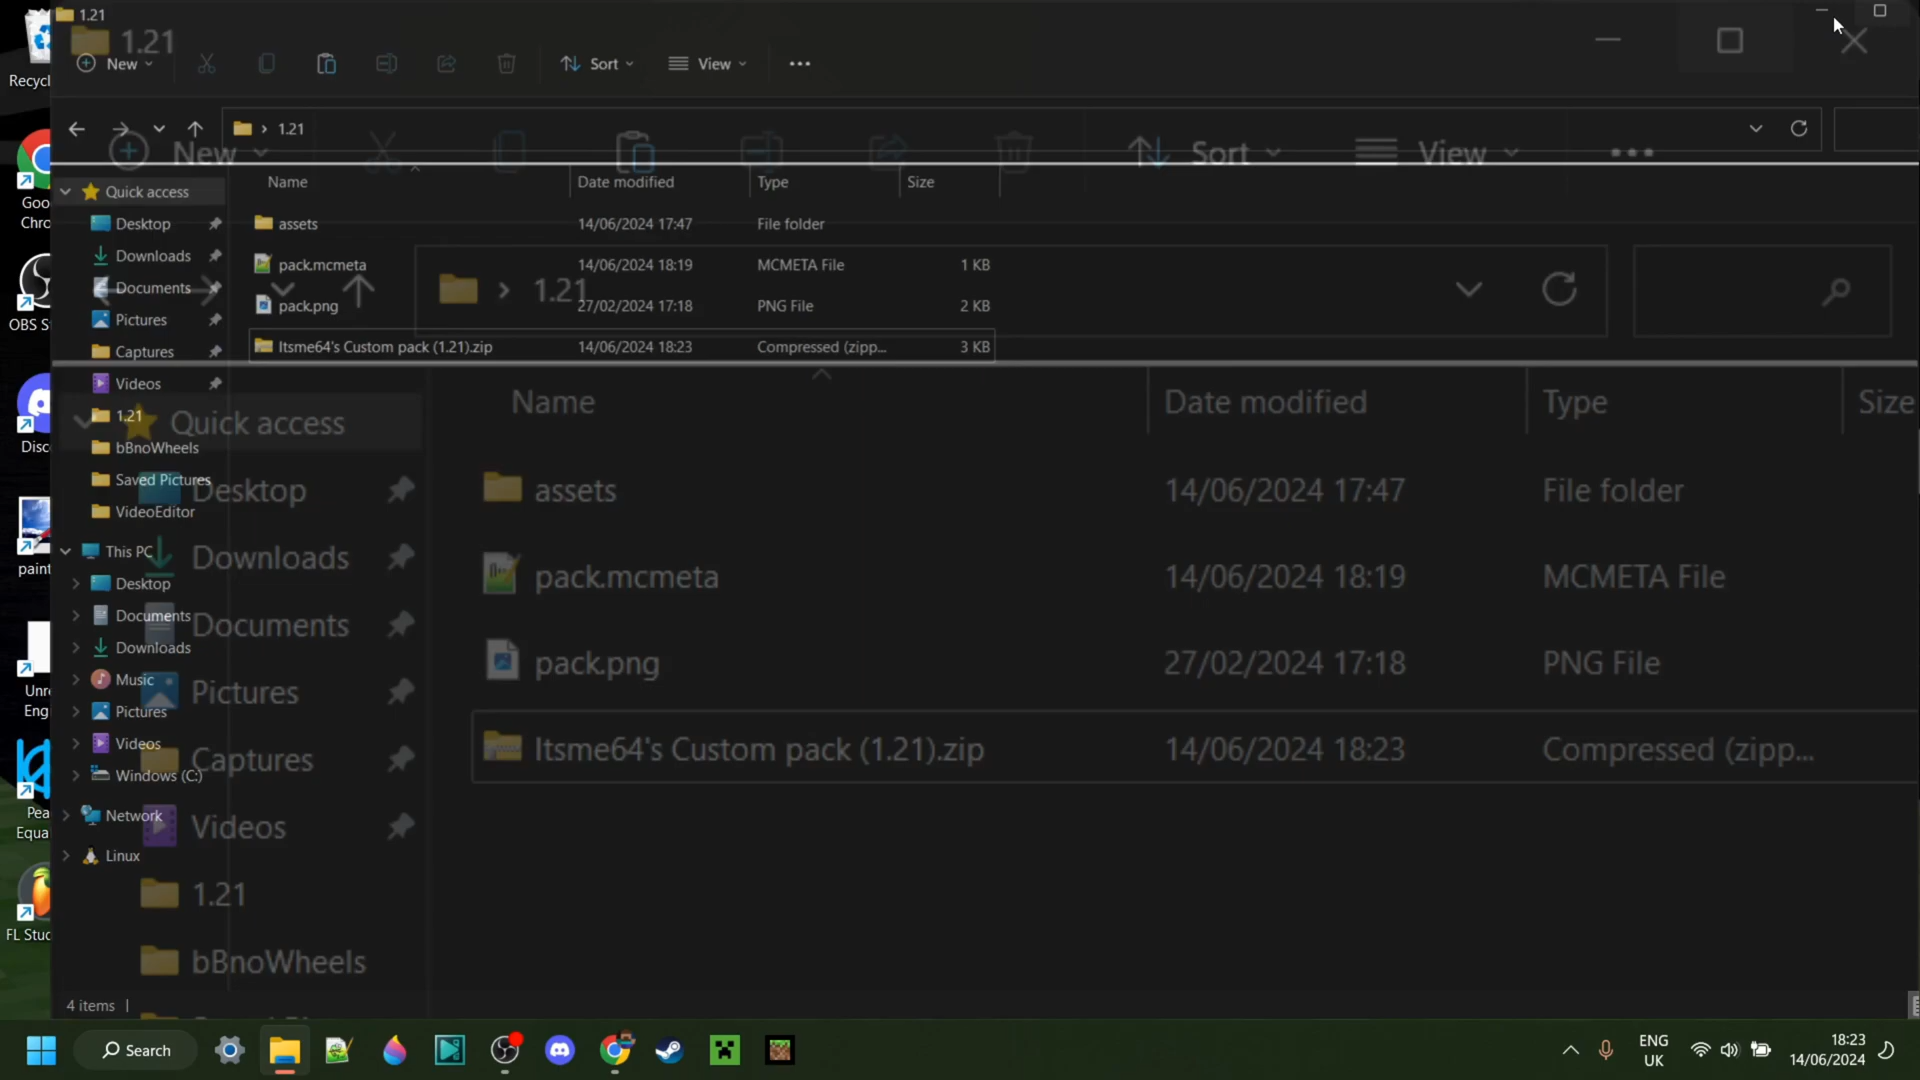 1.21
1.21
New
Sort
View
1.21
New
Sort
View
Name
Date modified
Type
Size
Quick access
Desktop
Downloads
Documents
Pictures
Captures
Videos
1.21
bBnoWheels
Saved Pictures
VideoEditor
This PC
Desktop
Documents
Downloads
Music
Pictures
Videos
Windows (C:)
Network
Linux
assets 14/06/2024 17:47 File folder
pack.mcmeta 14/06/2024 18:19 MCMETA File 1 KB
pack.png 27/02/2024 17:18 PNG File 2 KB
Itsme64's Custom pack (1.21).zip 14/06/2024 18:23 Compressed (zipp... 3 KB
1.21
Name
Date modified
Type
Size
Quick access
Desktop
Downloads
Documents
Pictures
Captures
Videos
1.21
bBnoWheels
assets 14/06/2024 17:47 File folder
pack.mcmeta 14/06/2024 18:19 MCMETA File
pack.png 27/02/2024 17:18 PNG File
Itsme64's Custom pack (1.21).zip 14/06/2024 18:23 Compressed (zipp...
Recycl
Goo
Chro
OBS S
Disc
paint
Unre
Eng
Pea
Equa
FL Stud
4 items
Search
ENG
UK
18:23
14/06/2024